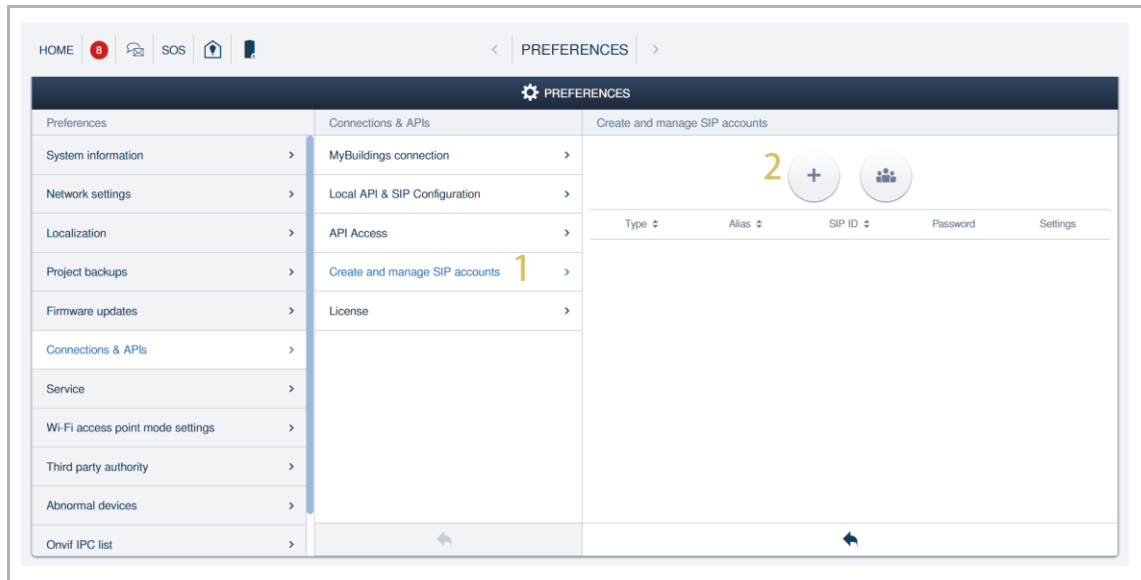 HOME 8 SOS < PREFERENCES >
PREFERENCES
Preferences
System information >
Network settings >
Localization >
Project backups >
Firmware updates >
Connections & APIs >
Service >
Wi-Fi access point mode settings >
Third party authority >
Abnormal devices >
Onvif IPC list >
Connections & APIs
MyBuildings connection >
Local API & SIP Configuration >
API Access >
Create and manage SIP accounts 1 >
License >
Create and manage SIP accounts
2 +
Type Alias SIP ID Password Settings